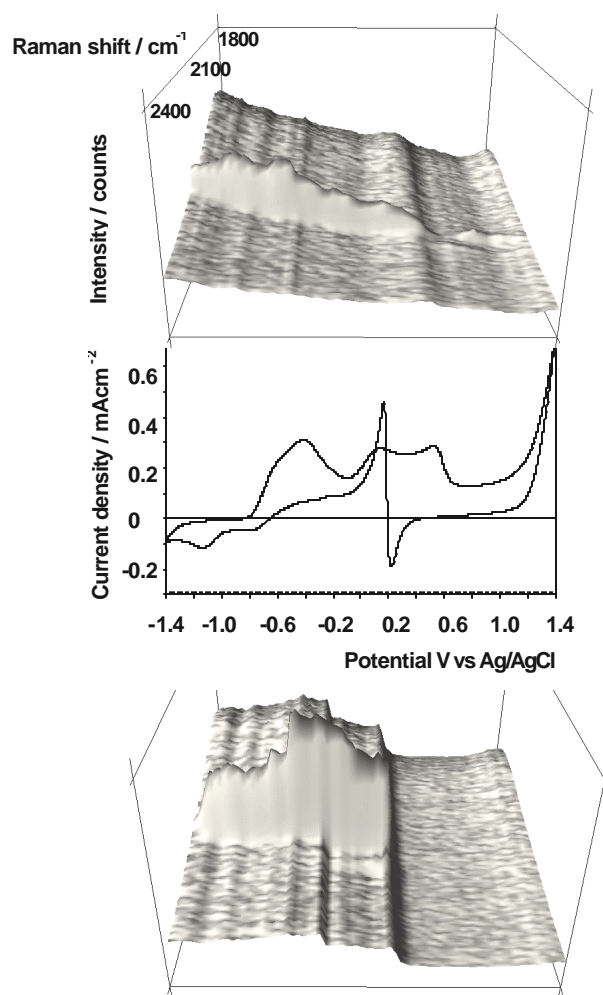 Raman shift / cm⁻¹
1800
2100
2400
Intensity / counts
Current density / mAcm⁻²
0.6
0.4
0.2
0
-0.2
-1.4 -1.0 -0.6 -0.2 0.2 0.6 1.0 1.4
Potential V vs Ag/AgCl